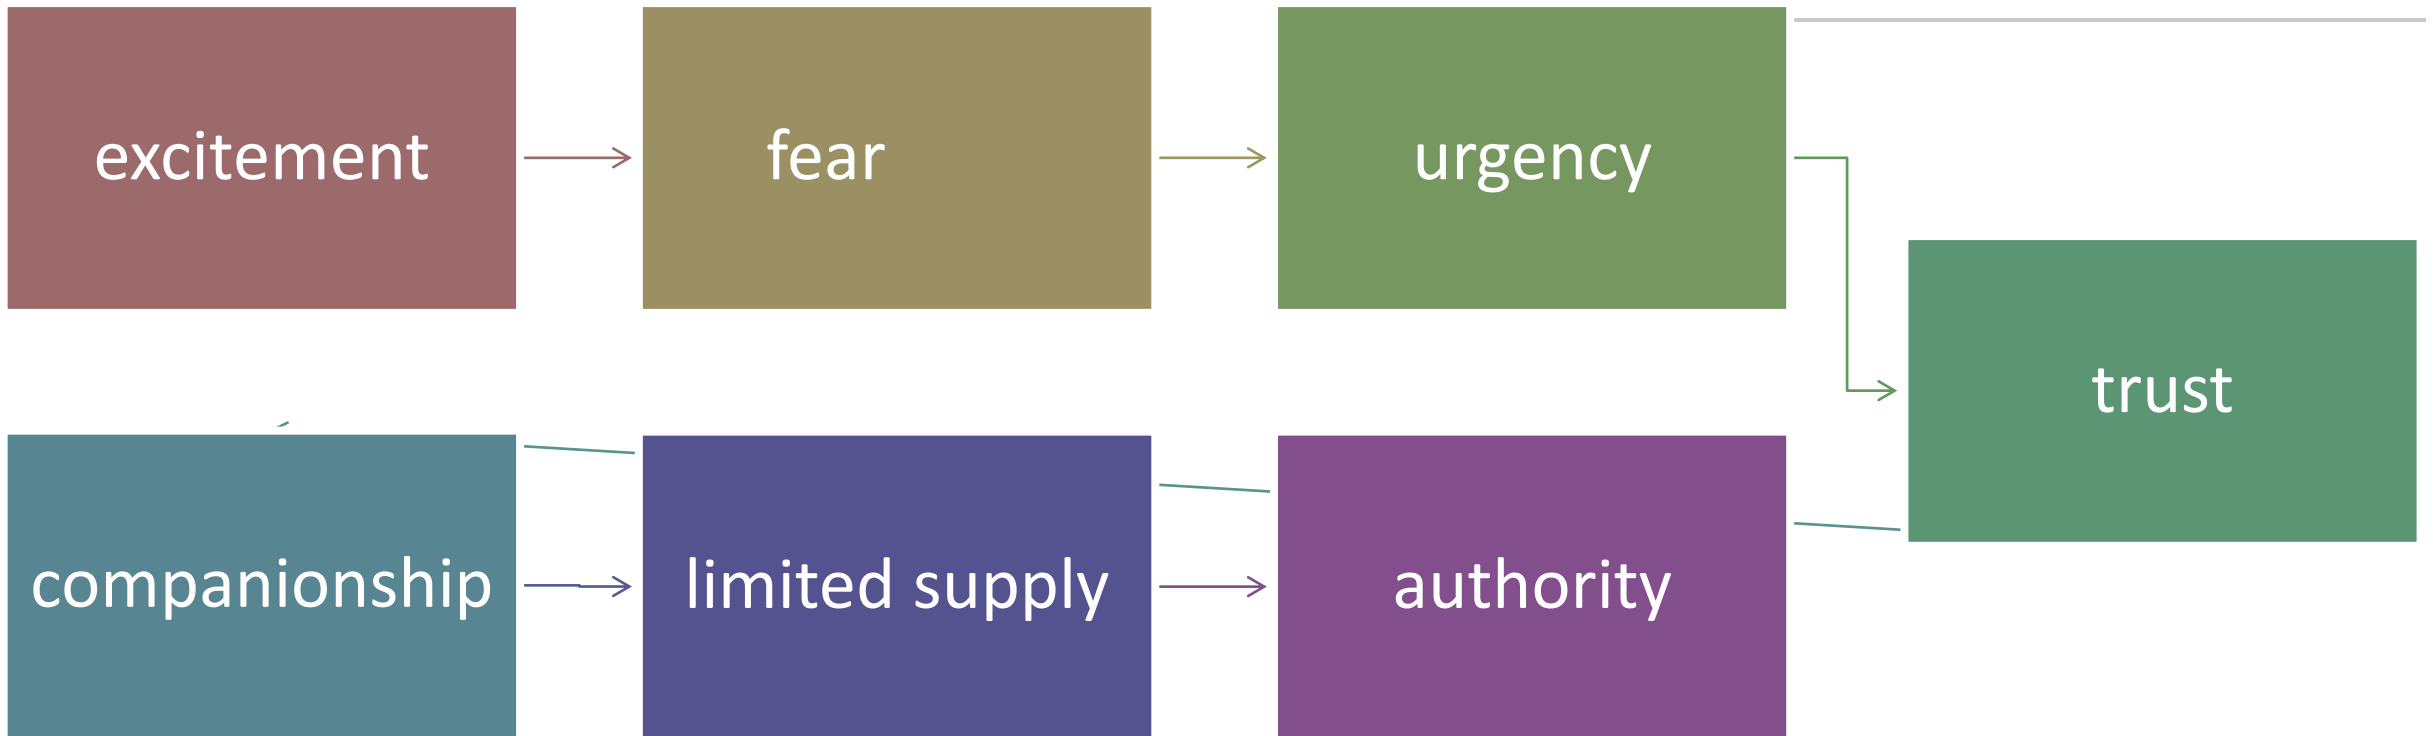 excitement
fear
urgency
trust
companionship
limited supply
authority